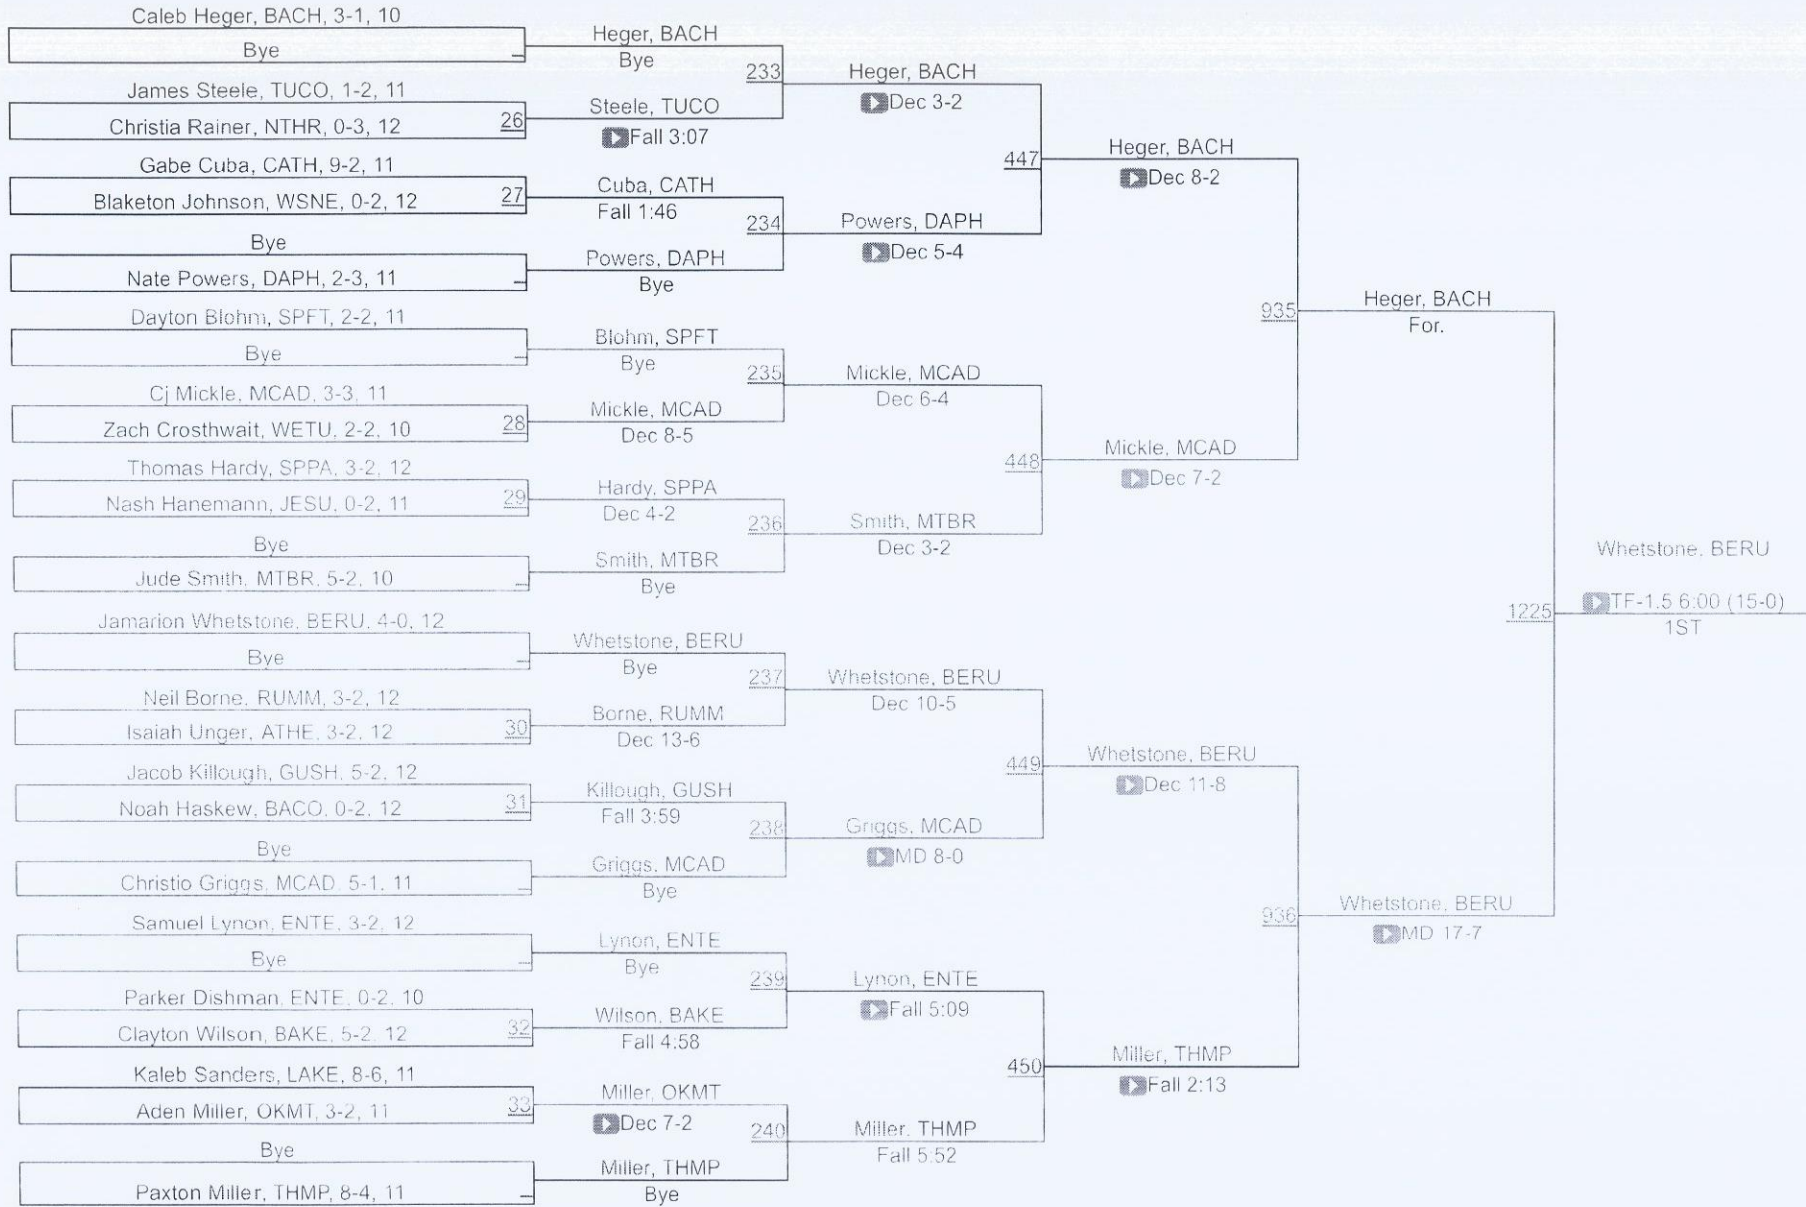 Caleb Heger, BACH, 3-1, 10
Bye
James Steele, TUCO, 1-2, 11
Christia Rainer, NTHR, 0-3, 12
26
Gabe Cuba, CATH, 9-2, 11
Blaketon Johnson, WSNE, 0-2, 12
27
Bye
Nate Powers, DAPH, 2-3, 11
Dayton Blohm, SPFT, 2-2, 11
Bye
Cj Mickle, MCAD, 3-3, 11
Zach Crosthwait, WETU, 2-2, 10
28
Thomas Hardy, SPPA, 3-2, 12
Nash Hanemann, JESU, 0-2, 11
29
Bye
Jude Smith, MTBR, 5-2, 10
Jamarion Whetstone, BERU, 4-0, 12
Bye
Neil Borne, RUMM, 3-2, 12
Isaiah Unger, ATHE, 3-2, 12
30
Jacob Killough, GUSH, 5-2, 12
Noah Haskew, BACO, 0-2, 12
31
Bye
Christio Griggs, MCAD, 5-1, 11
Samuel Lynon, ENTE, 3-2, 12
Bye
Parker Dishman, ENTE, 0-2, 10
Clayton Wilson, BAKE, 5-2, 12
32
Kaleb Sanders, LAKE, 8-6, 11
Aden Miller, OKMT, 3-2, 11
33
Bye
Paxton Miller, THMP, 8-4, 11
Heger, BACH
Bye
233
Steele, TUCO
Fall 3:07
Cuba, CATH
Fall 1:46
234
Powers, DAPH
Bye
Blohm, SPFT
Bye
235
Mickle, MCAD
Dec 8-5
Hardy, SPPA
Dec 4-2
236
Smith, MTBR
Bye
Whetstone, BERU
Bye
237
Borne, RUMM
Dec 13-6
Killough, GUSH
Fall 3:59
238
Griggs, MCAD
Bye
Lynon, ENTE
Bye
239
Wilson, BAKE
Fall 4:58
Miller, OKMT
Dec 7-2
240
Miller, THMP
Bye
Heger, BACH
Dec 3-2
447
Powers, DAPH
Dec 5-4
Mickle, MCAD
Dec 6-4
448
Smith, MTBR
Dec 3-2
Whetstone, BERU
Dec 10-5
449
Griggs, MCAD
MD 8-0
Lynon, ENTE
Fall 5:09
450
Miller, THMP
Fall 5:52
Heger, BACH
Dec 8-2
935
Mickle, MCAD
Dec 7-2
Whetstone, BERU
Dec 11-8
936
Miller, THMP
Fall 2:13
Heger, BACH
For.
1225
Whetstone, BERU
MD 17-7
Whetstone, BERU
TF-1.5 6:00 (15-0)
1ST